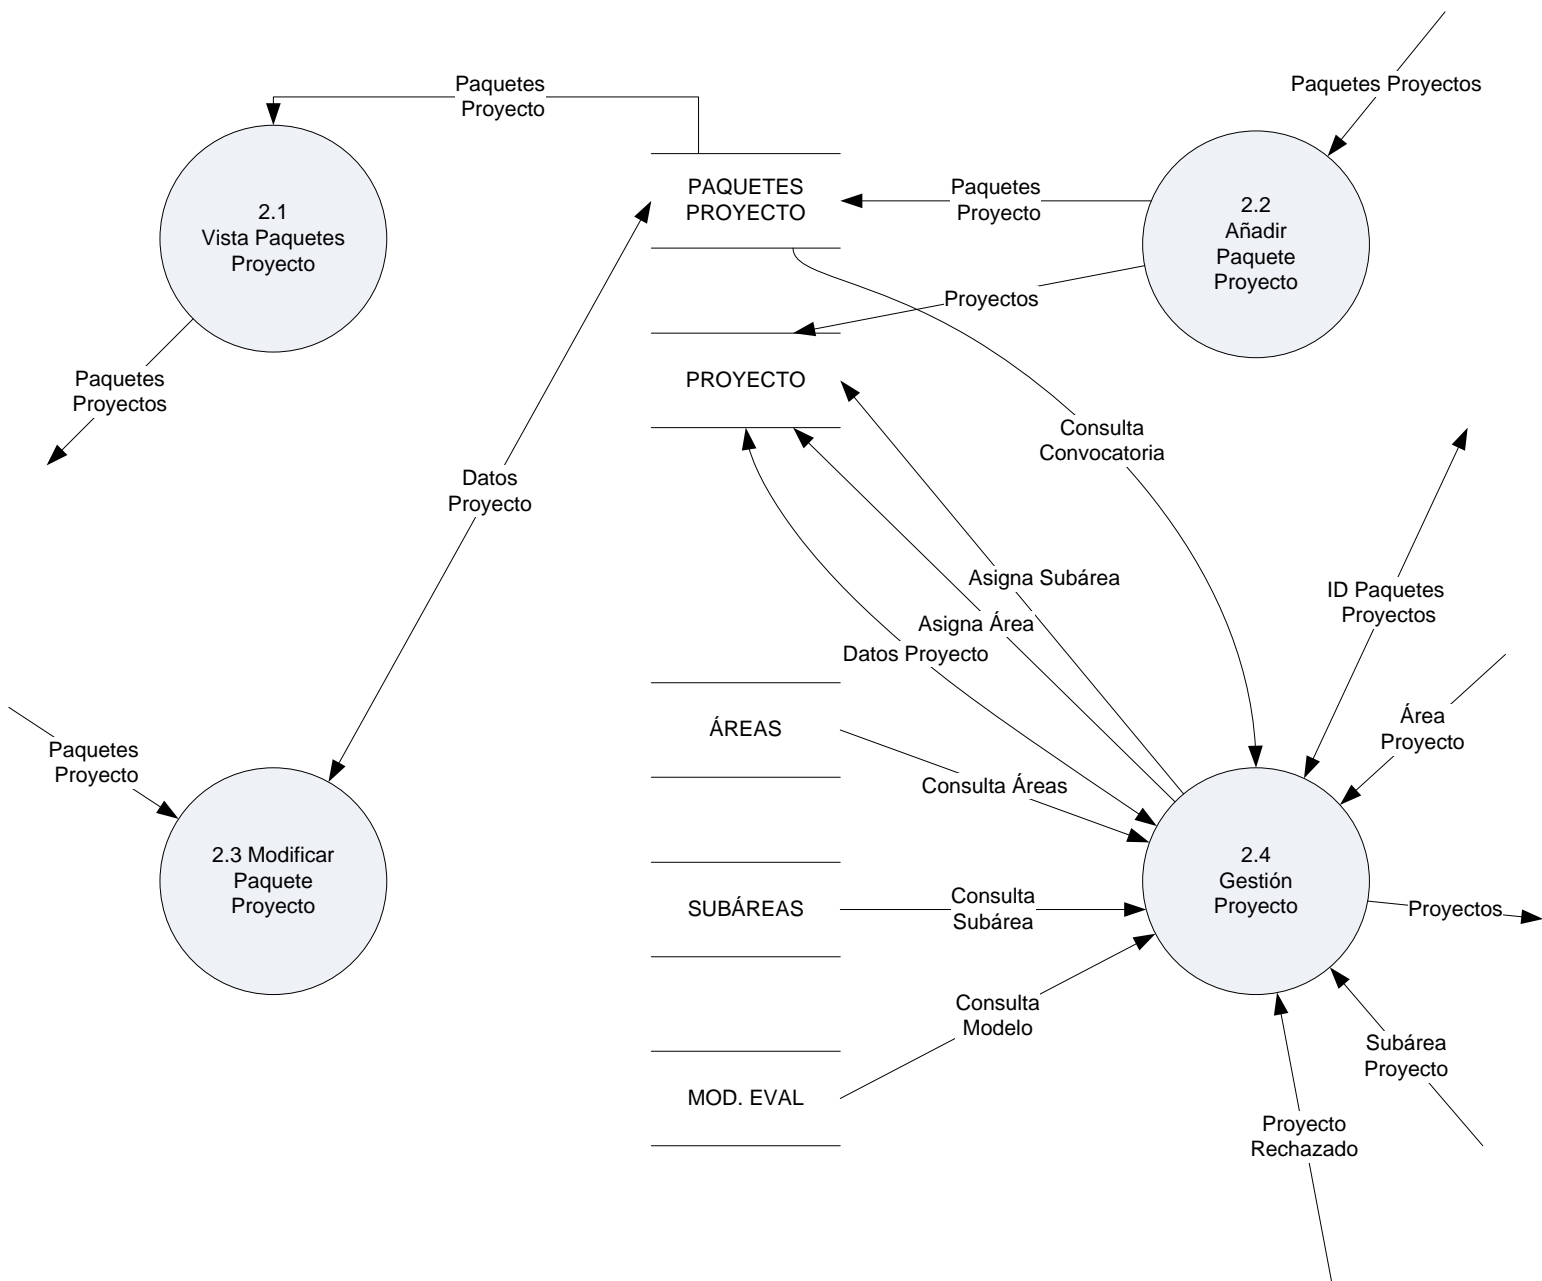 Paquetes
Proyecto
Paquetes Proyectos
PAQUETES
PROYECTO
Paquetes
Proyecto
2.1
Vista Paquetes
Proyecto
2.2
Añadir
Paquete
Proyecto
Proyectos
PROYECTO
Paquetes
Proyectos
Consulta
Convocatoria
Datos
Proyecto
Asigna Subárea
ID Paquetes
Proyectos
Asigna Área
Datos Proyecto
ÁREAS
Área
Proyecto
Paquetes
Proyecto
Consulta Áreas
2.3 Modificar
Paquete
Proyecto
2.4
Gestión
Proyecto
SUBÁREAS
Consulta
Subárea
Proyectos
Consulta
Modelo
Subárea
Proyecto
MOD. EVAL
Proyecto
Rechazado